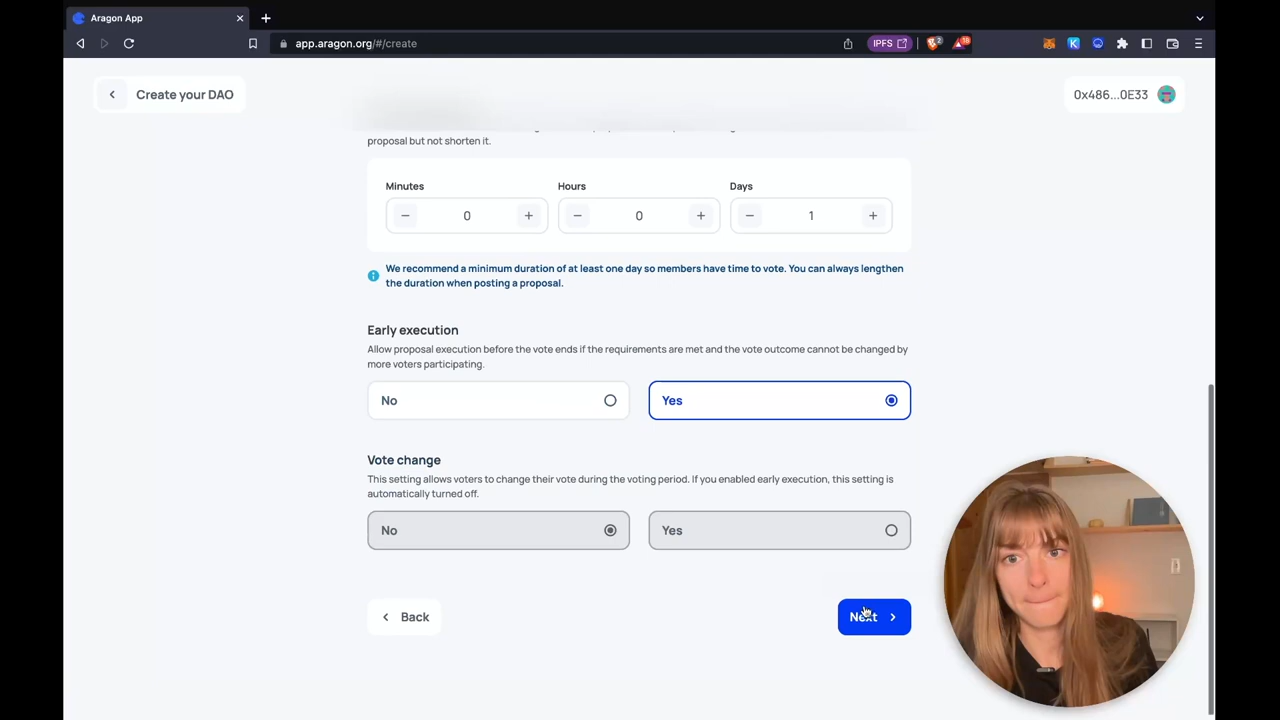 Aragon App
app.aragon.org/#/create
IPFS
2
15
Create your DAO
0x486...0E33
proposal but not shorten it.
Minutes
Hours
Days
0
0
1
We recommend a minimum duration of at least one day so members have time to vote. You can always lengthen
the duration when posting a proposal.
Early execution
Allow proposal execution before the vote ends if the requirements are met and the vote outcome cannot be changed by
more voters participating.
No
Yes
Vote change
This setting allows voters to change their vote during the voting period. If you enabled early execution, this setting is
automatically turned off.
No
Yes
Back
Next